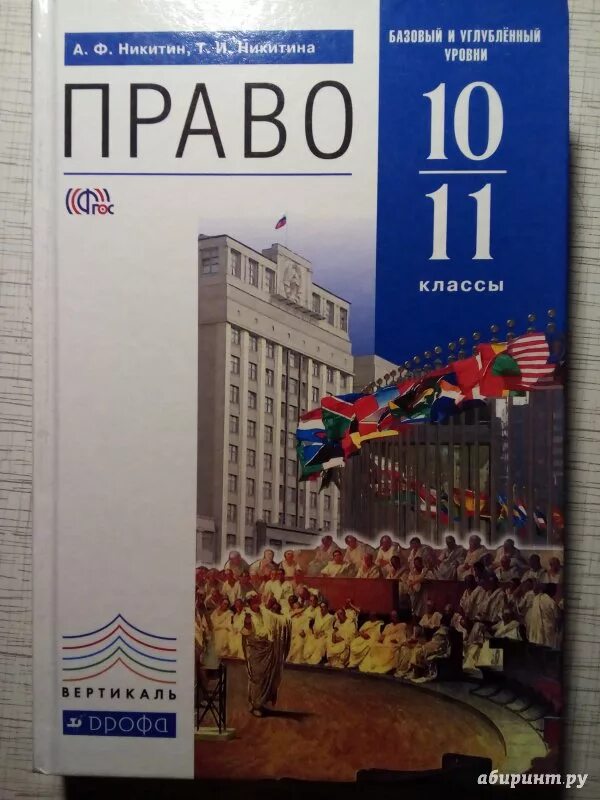 А. Ф. Никитин, Т. И. Никитина
БАЗОВЫЙ И УГЛУБЛЁННЫЙ
УРОВНИ
ПРАВО
10
11
классы
ФГОС
ВЕРТИКАЛЬ
ДРОФА
абиринт.ру